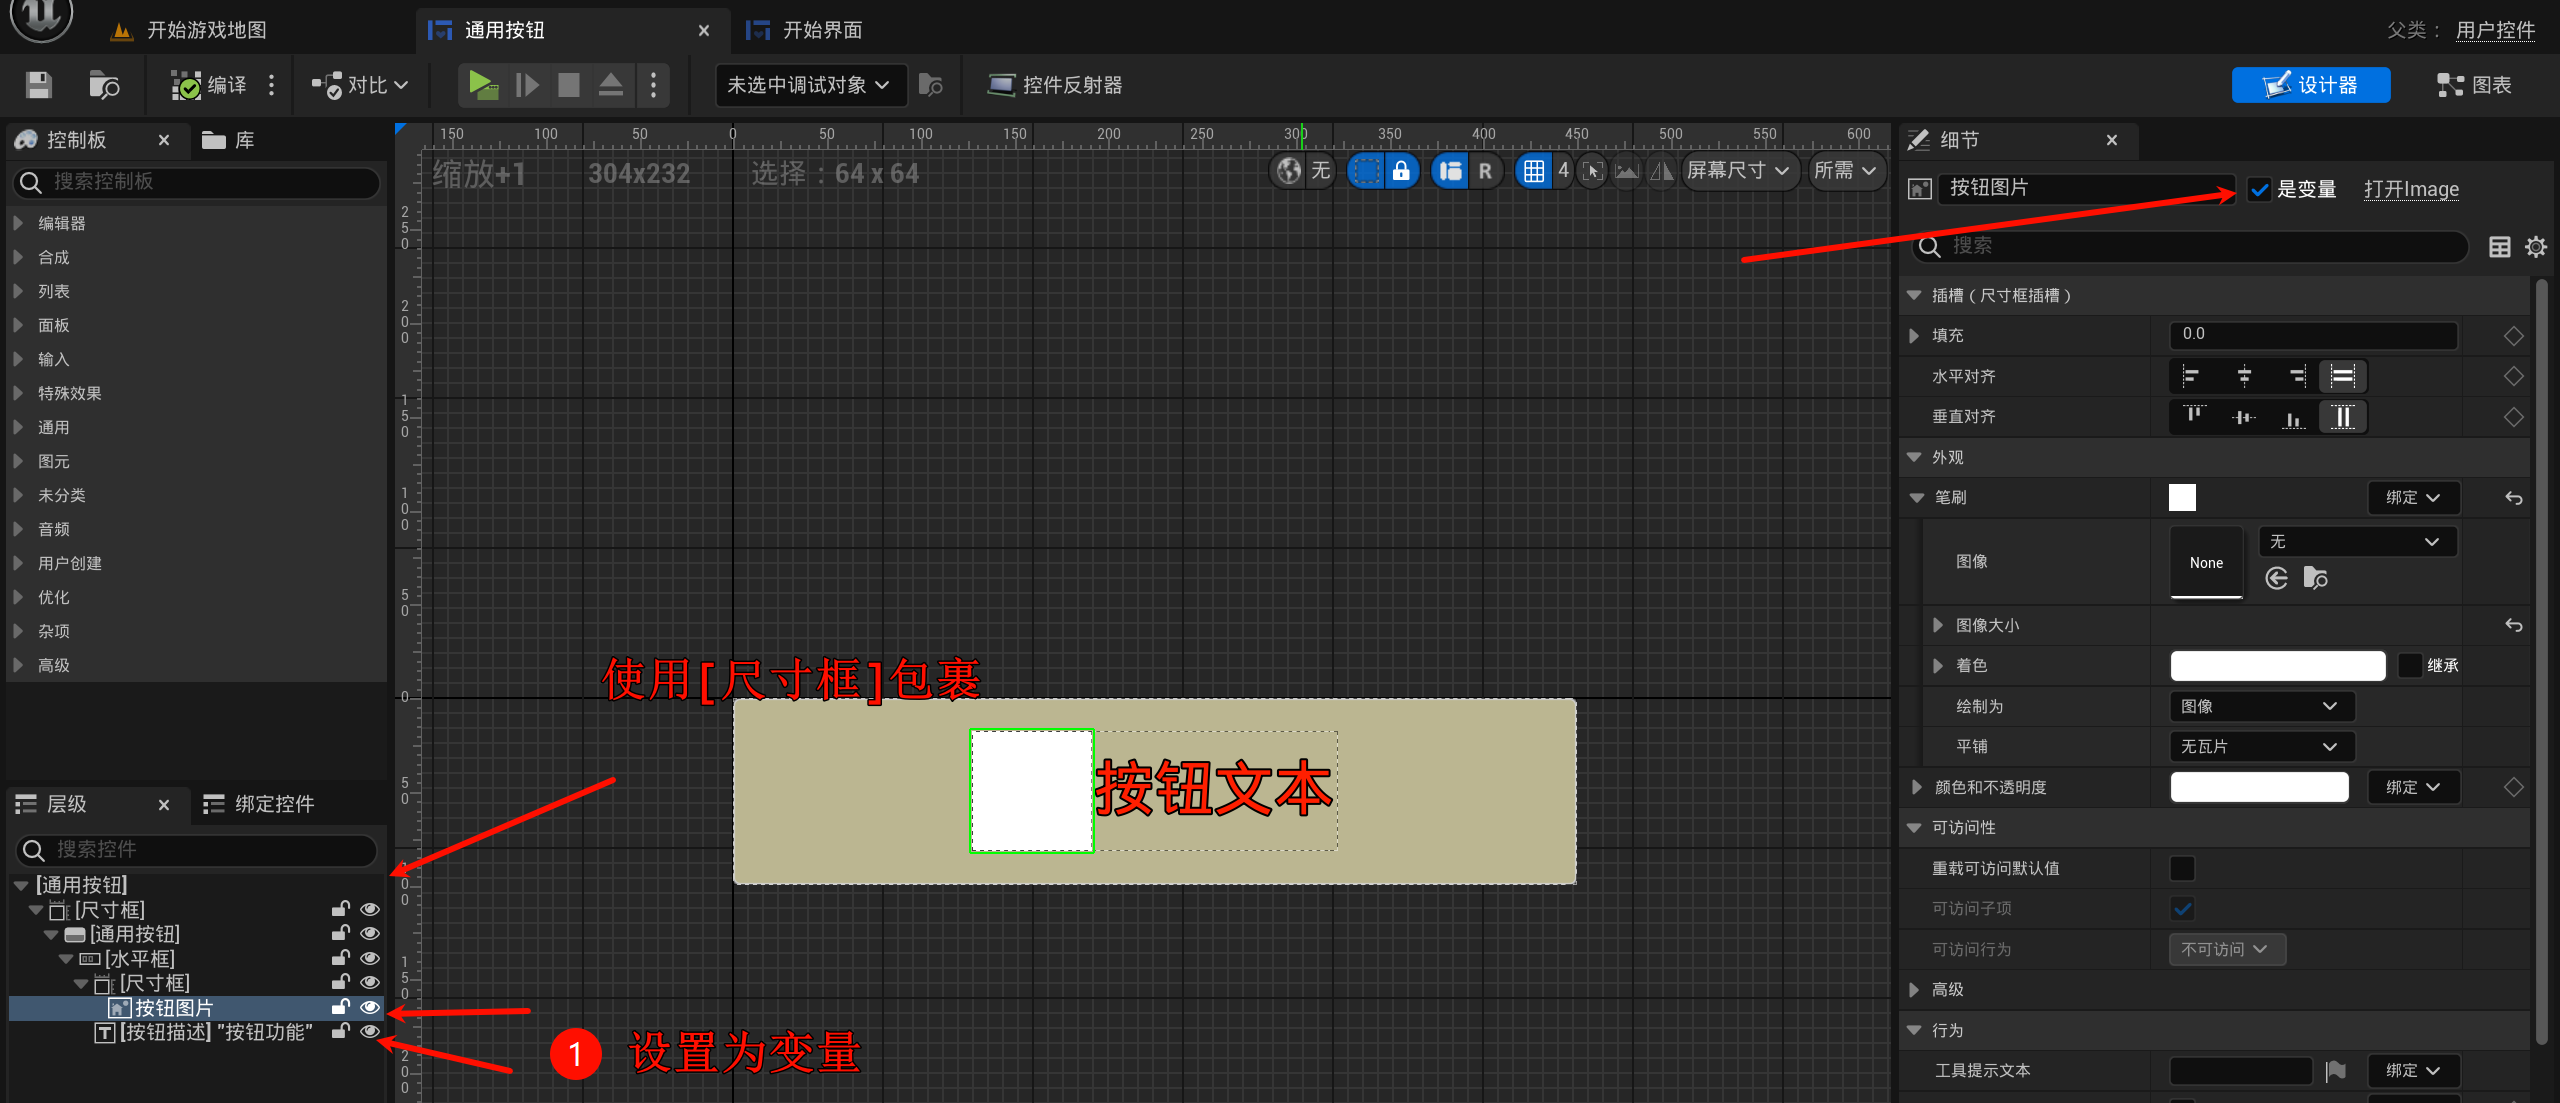 开始游戏地图
通用按钮
开始界面
父类： 用户控件
编译
对比
未选中调试对象
控件反射器
设计器
图表
控制板
库
搜索控制板
编辑器
合成
列表
面板
输入
特殊效果
通用
图元
未分类
音频
用户创建
优化
杂项
高级
层级
绑定控件
搜索控件
[通用按钮]
[尺寸框]
[通用按钮]
[水平框]
[尺寸框]
按钮图片
[按钮描述] "按钮功能"
150 100 50 0 50 100 150 200 250 300 350 400 450 500 550 600
缩放+1
304x232
选择：64 x 64
无
R
4
屏幕尺寸
所需
250
200
150
100
50
0
50
150
200
使用[尺寸框]包裹
按钮文本
1 设置为变量
细节
按钮图片
是变量
打开Image
搜索
插槽（尺寸框插槽）
填充 0.0
水平对齐
垂直对齐
外观
笔刷 绑定
图像 None 无
图像大小
着色 继承
绘制为 图像
平铺 无瓦片
颜色和不透明度 绑定
可访问性
重载可访问默认值
可访问子项
可访问行为 不可访问
高级
行为
工具提示文本 绑定